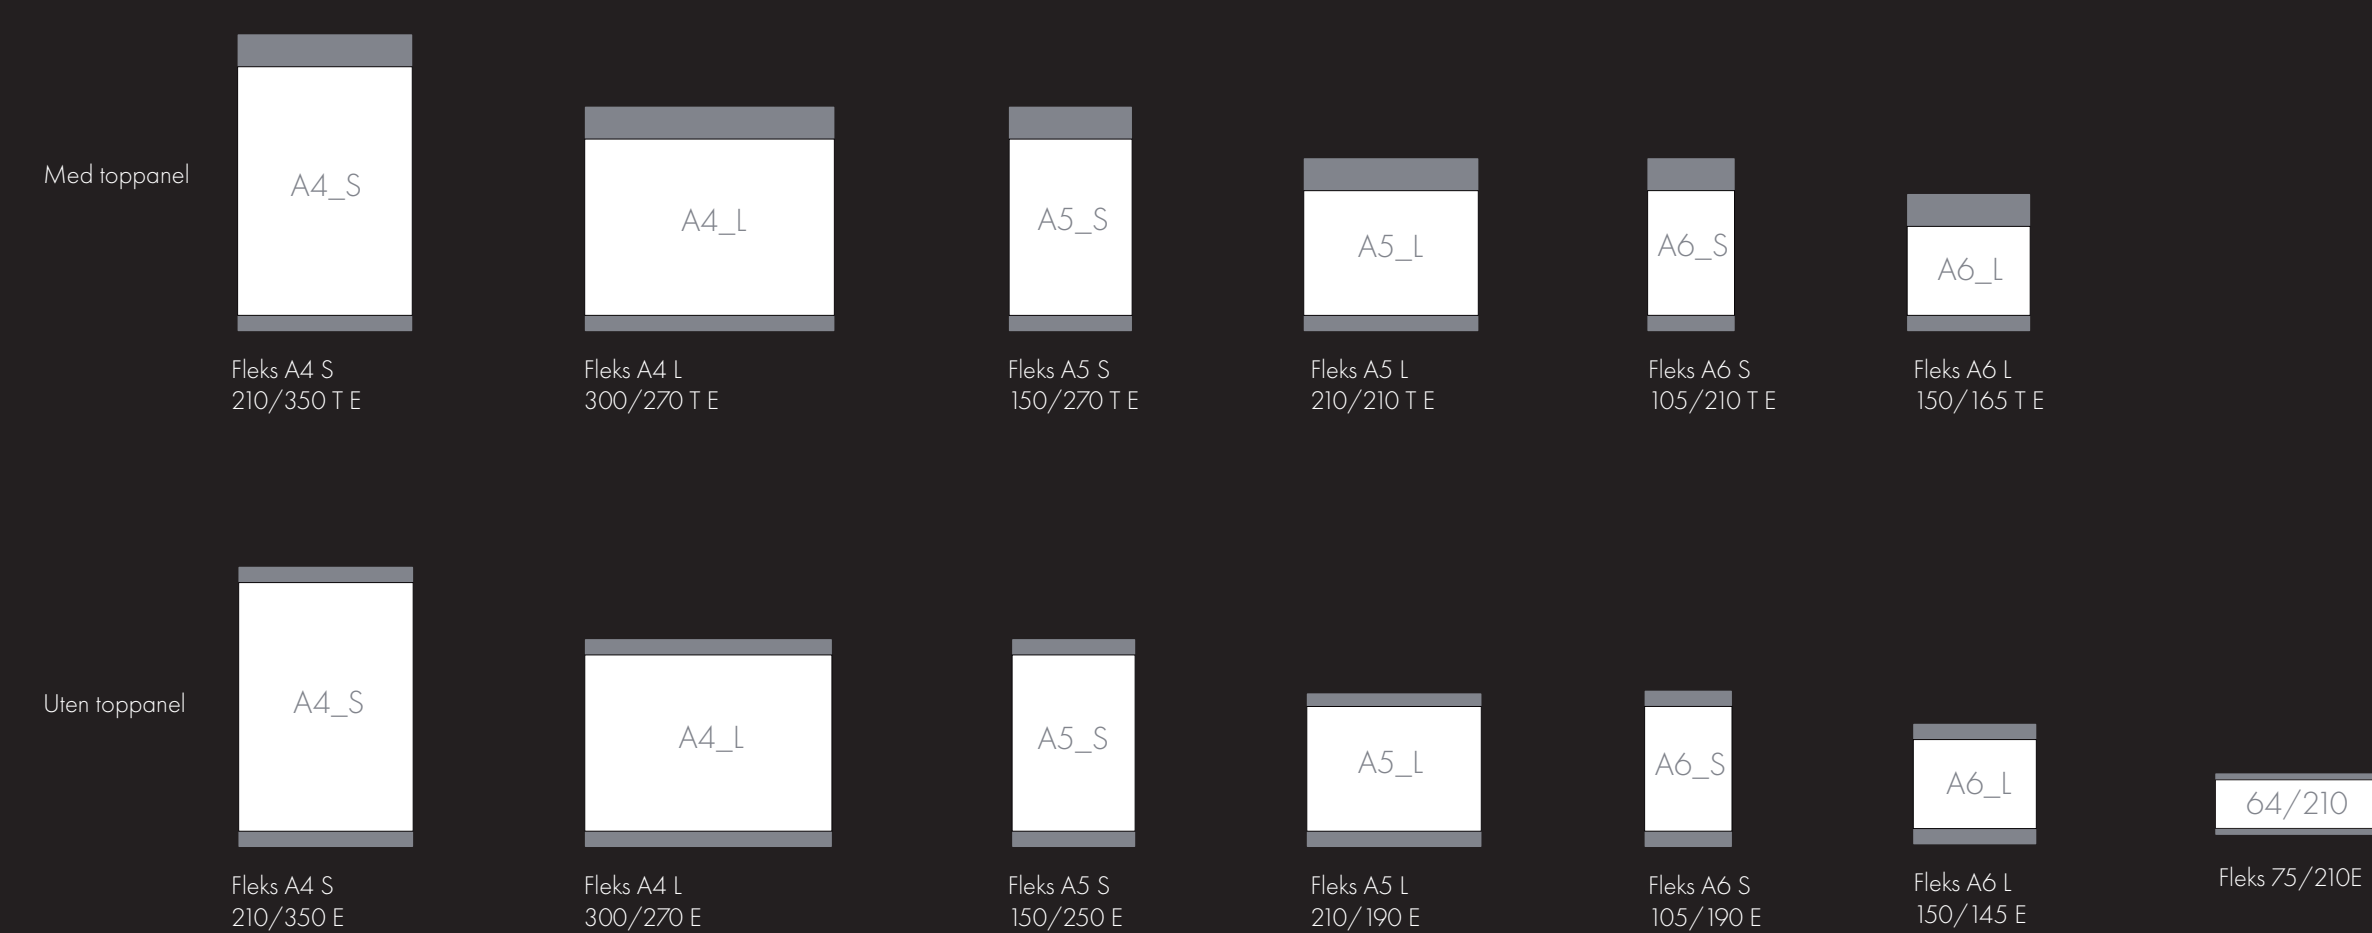 Med toppanel
A4_S
A4_L
A5_S
A5_L
A6_S
A6_L
Fleks A4 S
210/350 T E
Fleks A4 L
300/270 T E
Fleks A5 S
150/270 T E
Fleks A5 L
210/210 T E
Fleks A6 S
105/210 T E
Fleks A6 L
150/165 T E
Uten toppanel
A4_S
A4_L
A5_S
A5_L
A6_S
A6_L
64/210
Fleks A4 S
210/350 E
Fleks A4 L
300/270 E
Fleks A5 S
150/250 E
Fleks A5 L
210/190 E
Fleks A6 S
105/190 E
Fleks A6 L
150/145 E
Fleks 75/210E